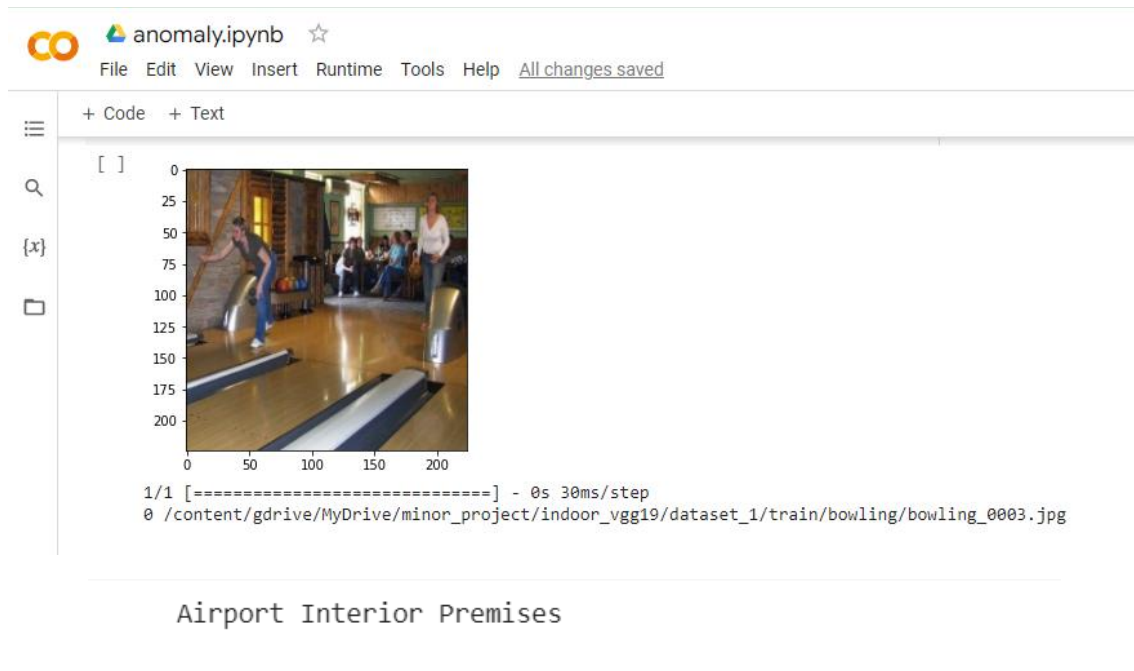 anomaly.ipynb
File Edit View Insert Runtime Tools Help All changes saved
+ Code + Text
[ ]
{x}
0
25
50
75
100
125
150
175
200
0 50 100 150 200
1/1 [==============================] - 0s 30ms/step
0 /content/gdrive/MyDrive/minor_project/indoor_vgg19/dataset_1/train/bowling/bowling_0003.jpg
Airport Interior Premises